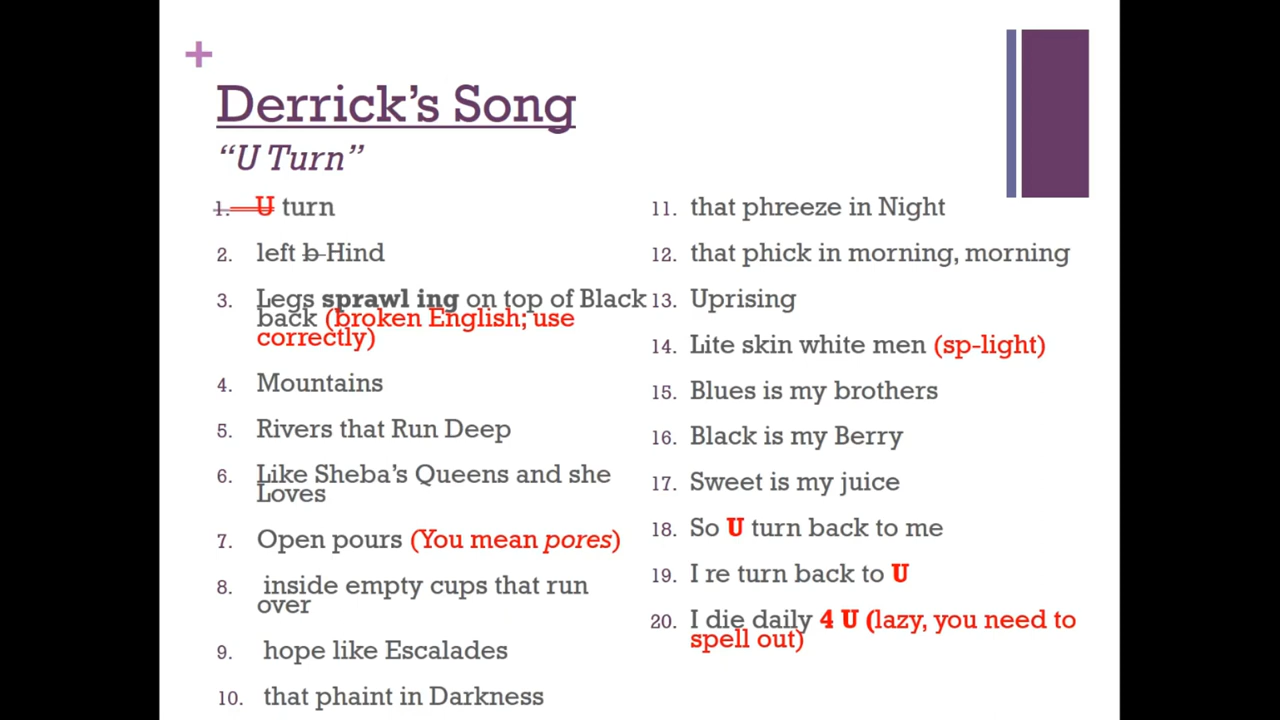 +
Derrick’s Song
“U Turn”
1. U turn
2. left b Hind
3. Legs sprawl ing on top of Black
back (broken English; use
correctly)
4. Mountains
5. Rivers that Run Deep
6. Like Sheba’s Queens and she
Loves
7. Open pours (You mean pores)
8. inside empty cups that run
over
9. hope like Escalades
10. that phaint in Darkness
11. that phreeze in Night
12. that phick in morning, morning
13. Uprising
14. Lite skin white men (sp-light)
15. Blues is my brothers
16. Black is my Berry
17. Sweet is my juice
18. So U turn back to me
19. I re turn back to U
20. I die daily 4 U (lazy, you need to
spell out)